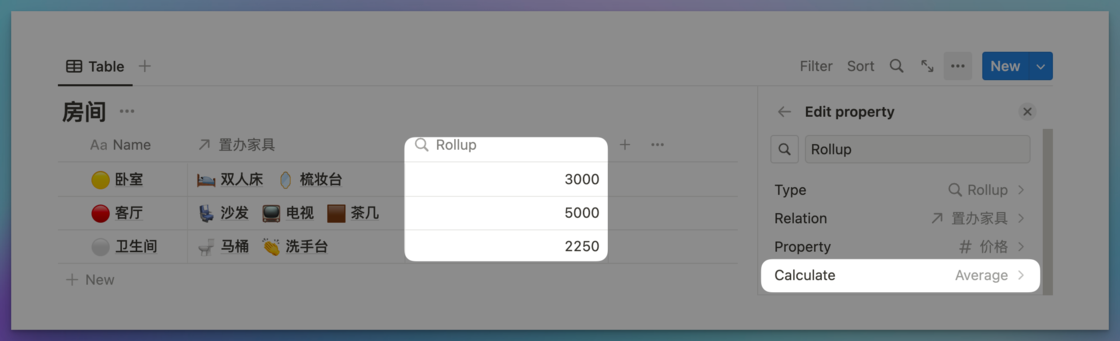 Table
Filter Sort New
房间
Edit property
Aa Name 置办家具 Rollup
Rollup
卧室 双人床 梳妆台 3000
Type Rollup
客厅 沙发 电视 茶几 5000
Relation 置办家具
卫生间 马桶 洗手台 2250
Property # 价格
Calculate Average
New